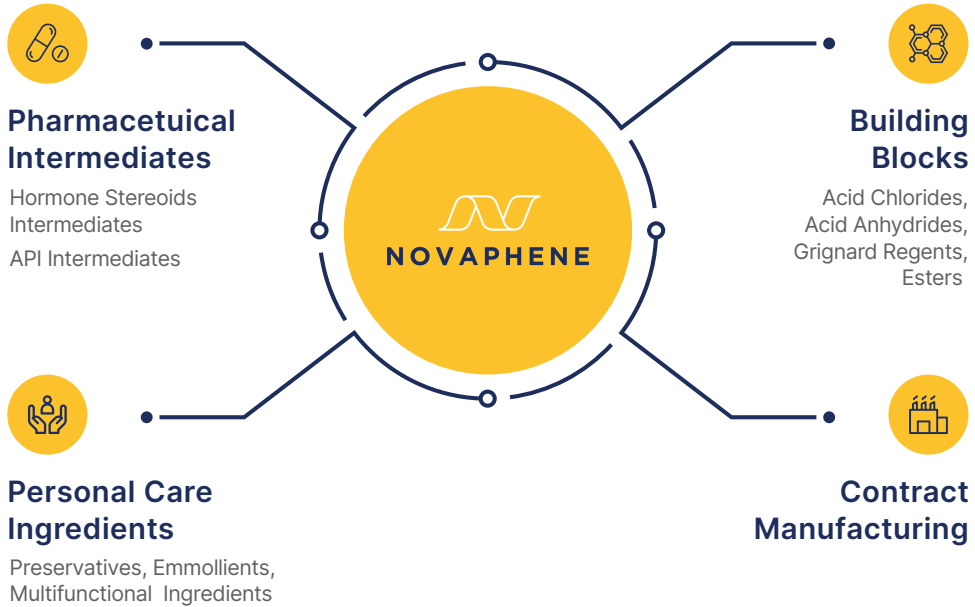 Pharmacetuical
Intermediates
Hormone Stereoids
Intermediates
API Intermediates
Building
Blocks
Acid Chlorides,
Acid Anhydrides,
Grignard Regents,
Esters
NOVAPHENE
Personal Care
Ingredients
Preservatives, Emmollients,
Multifunctional Ingredients
Contract
Manufacturing